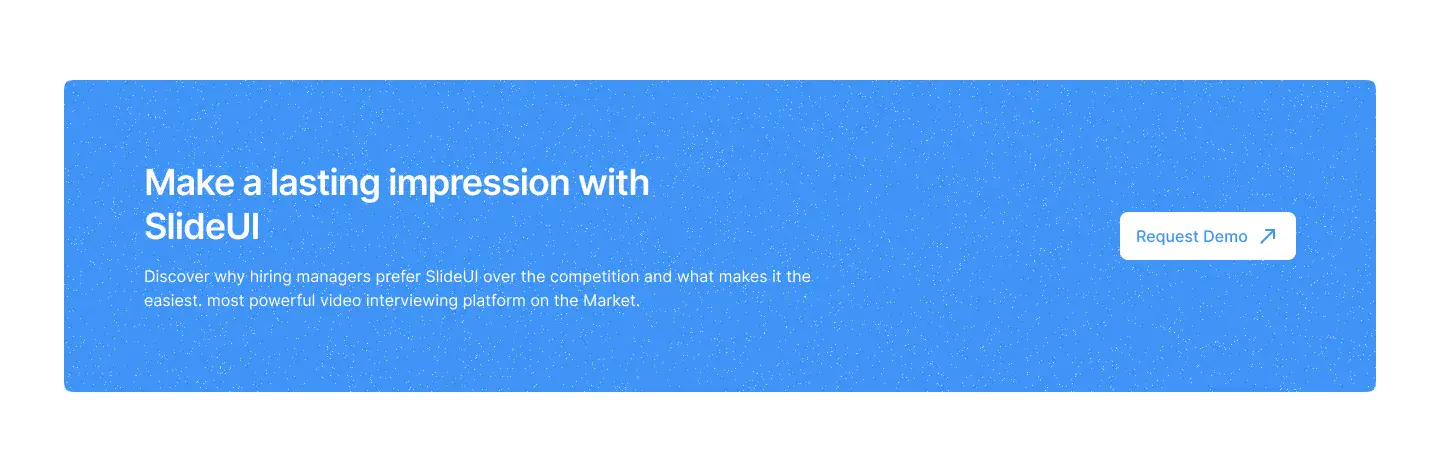 Make a lasting impression with
SlideUI
Discover why hiring managers prefer SlideUI over the competition and what makes it the
easiest. most powerful video interviewing platform on the Market.
Request Demo